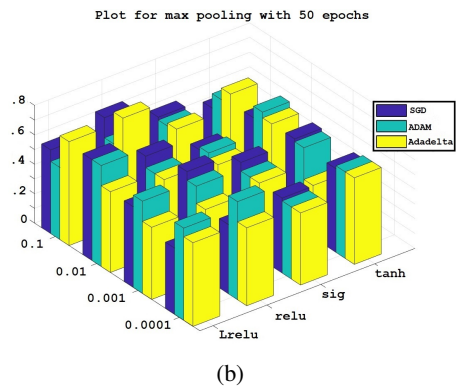 Plot for max pooling with 50 epochs
.8
.6
.4
.2
0
0.1
0.01
0.001
0.0001
Lrelu
relu
sig
tanh
SGD
ADAM
Adadelta
(b)